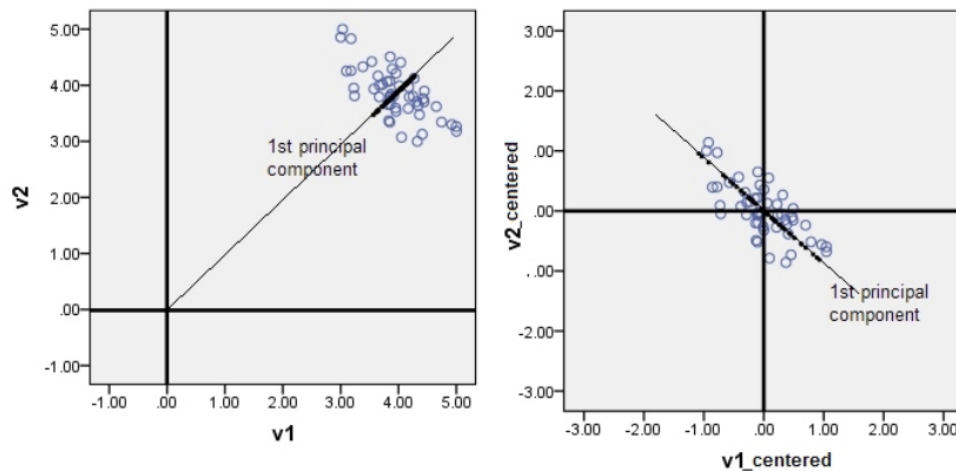 5.00
4.00
3.00
2.00
1.00
.00
-1.00
v2
1st principal
component
-1.00 .00 1.00 2.00 3.00 4.00 5.00
v1
3.00
2.00
.00
.00
.00
-2.00
-3.00
v2_centered
1st principal
component
-3.00 -2.00 -1.00 .00 1.00 2.00 3.00
v1_centered